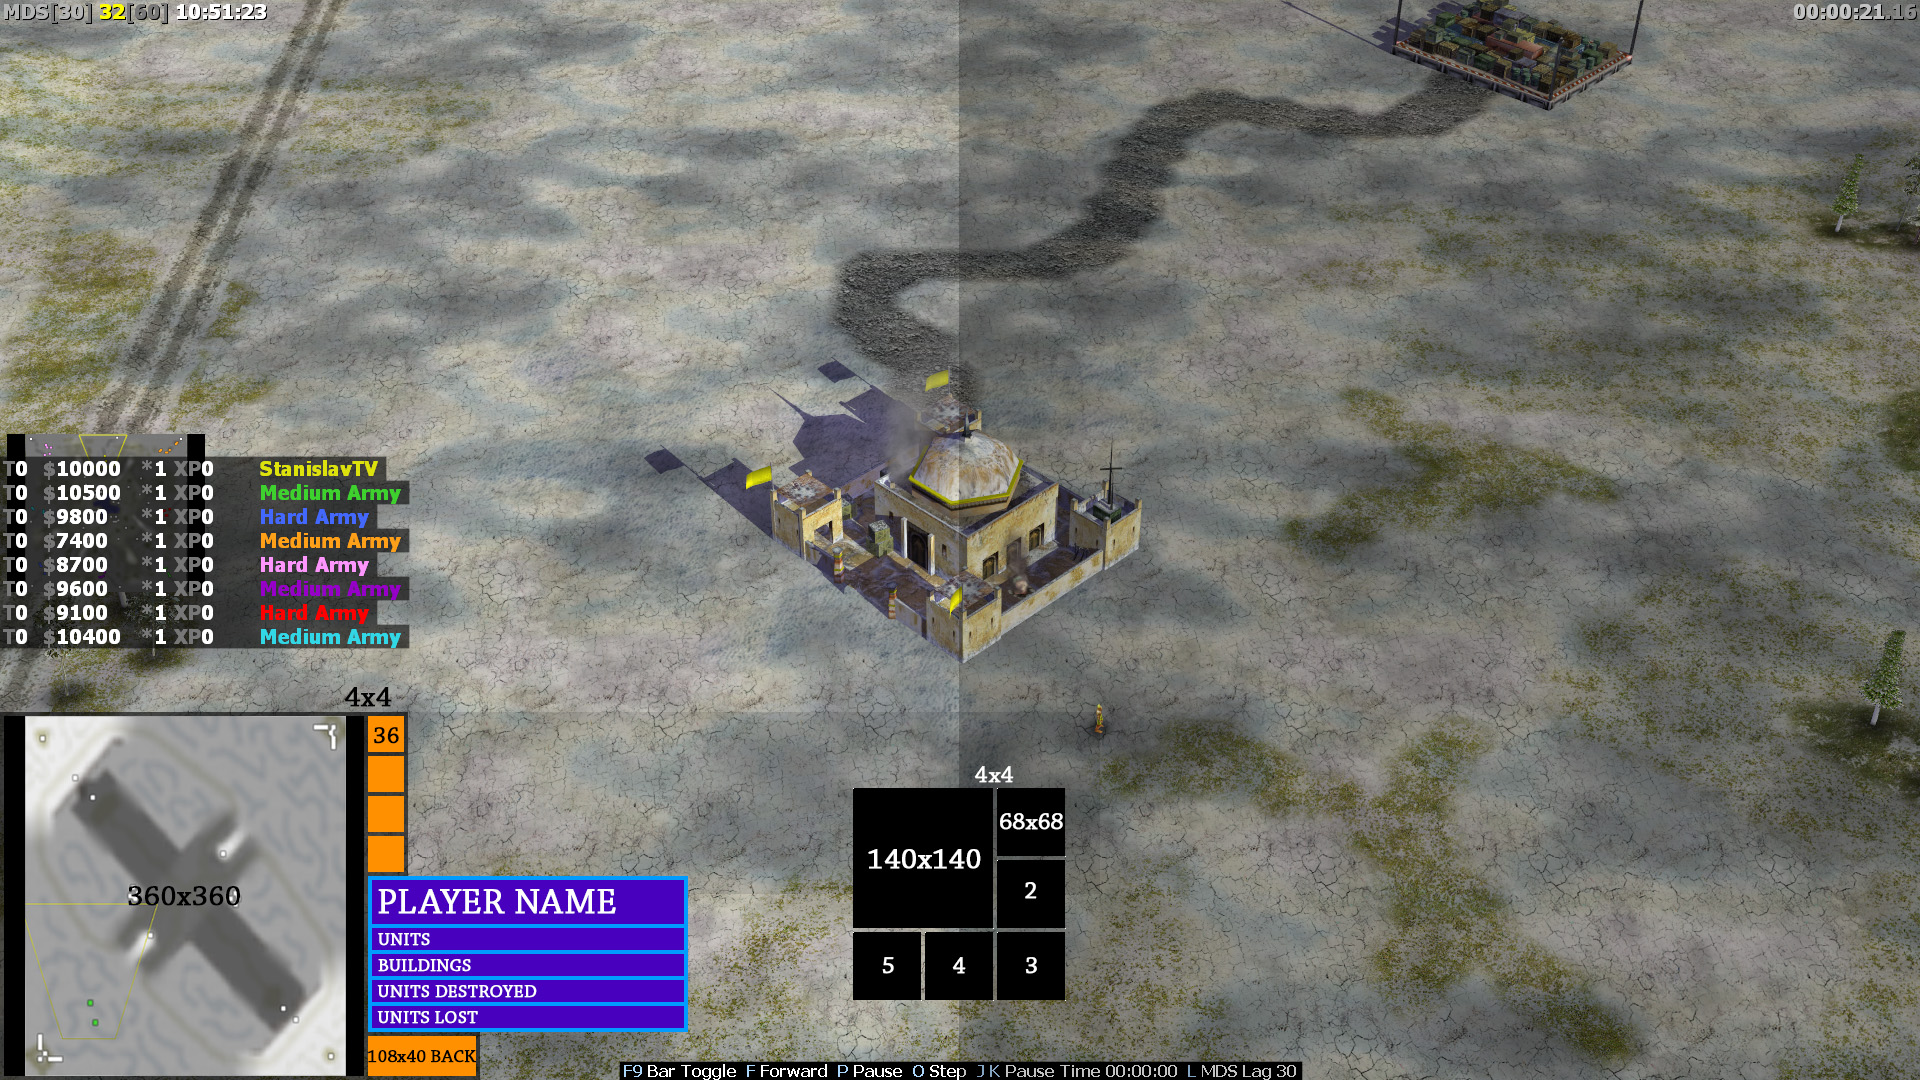 MDS[30] 32[60] 10:51:23
00:00:21.16
T0 $10000 *1 XP0 StanislavTV
T0 $10500 *1 XP0 Medium Army
T0 $9800 *1 XP0 Hard Army
T0 $7400 *1 XP0 Medium Army
T0 $8700 *1 XP0 Hard Army
T0 $9600 *1 XP0 Medium Army
T0 $9100 *1 XP0 Hard Army
T0 $10400 *1 XP0 Medium Army
4x4
36
360x360
PLAYER NAME
UNITS
BUILDINGS
UNITS DESTROYED
UNITS LOST
108x40 BACK
4x4
140x140
68x68
2
5 4 3
F9 Bar Toggle F Forward P Pause O Step J K Pause Time 00:00:00 L MDS Lag 30